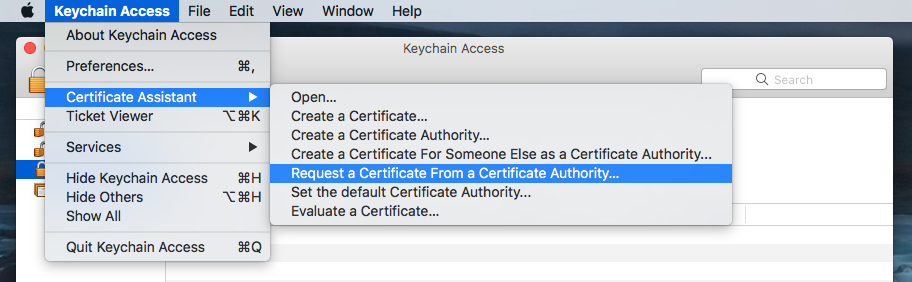 Keychain Access File Edit View Window Help
Keychain Access
Search
About Keychain Access
Preferences... ⌘,
Certificate Assistant ▶
Ticket Viewer ⌥⌘K
Services ▶
Hide Keychain Access ⌘H
Hide Others ⌥⌘H
Show All
Quit Keychain Access ⌘Q
Open...
Create a Certificate...
Create a Certificate Authority...
Create a Certificate For Someone Else as a Certificate Authority...
Request a Certificate From a Certificate Authority...
Set the default Certificate Authority...
Evaluate a Certificate...